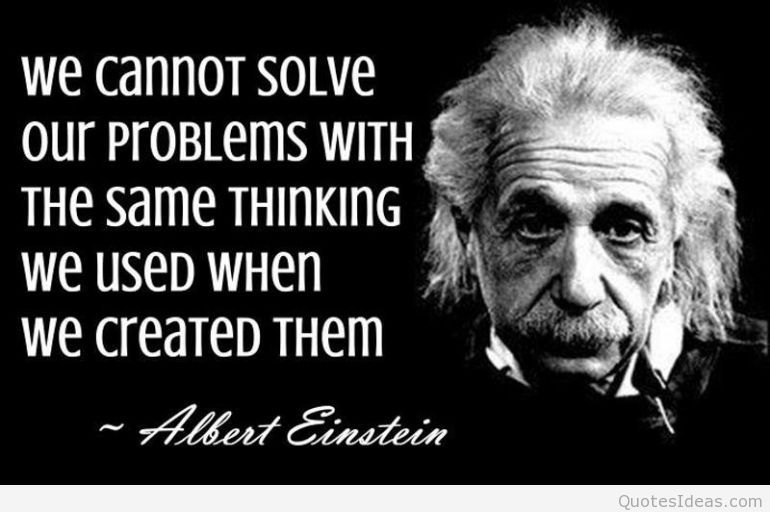 We cannot solve
our problems with
the same thinking
we used when
we created them
~ Albert Einstein
QuotesIdeas.com